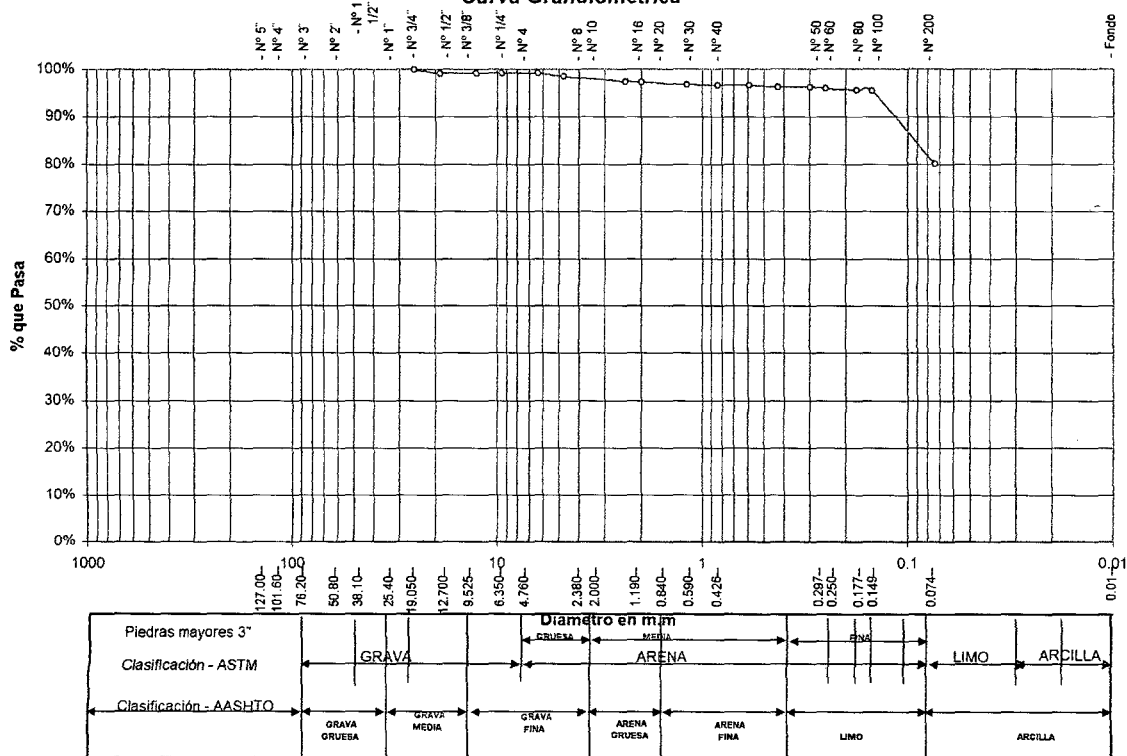 Curva Granulométrica
- Nº 5"
- Nº 4"
- Nº 3"
- Nº 2"
- Nº 1 1/2"
- Nº 1"
- Nº 3/4"
- Nº 1/2"
- Nº 3/8"
- Nº 1/4"
- Nº 4
- Nº 8
- Nº 10
- Nº 16
- Nº 20
- Nº 30
- Nº 40
- Nº 50
- Nº 60
- Nº 80
- Nº 100
- Nº 200
- Fondo
% que Pasa
100%
90%
80%
70%
60%
50%
40%
30%
20%
10%
0%
1000
100
10
1
0.1
0.01
127.00
101.60
76.20
50.80
38.10
25.40
19.050
12.700
9.525
6.350
4.760
2.380
2.000
1.190
0.840
0.590
0.426
0.297
0.250
0.177
0.149
0.074
0.01
Diametro en m.m
Piedras mayores 3"
GRUESA
MEDIA
FINA
Clasificación - ASTM
GRAVA
ARENA
LIMO
ARCILLA
Clasificación - AASHTO
GRAVA GRUESA
GRAVA MEDIA
GRAVA FINA
ARENA GRUESA
ARENA FINA
LIMO
ARCILLA